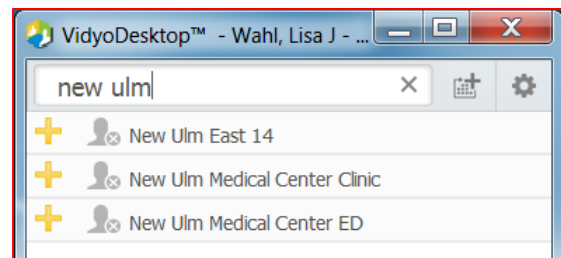 VidyoDesktop™ - Wahl, Lisa J - ...
new ulm
New Ulm East 14
New Ulm Medical Center Clinic
New Ulm Medical Center ED